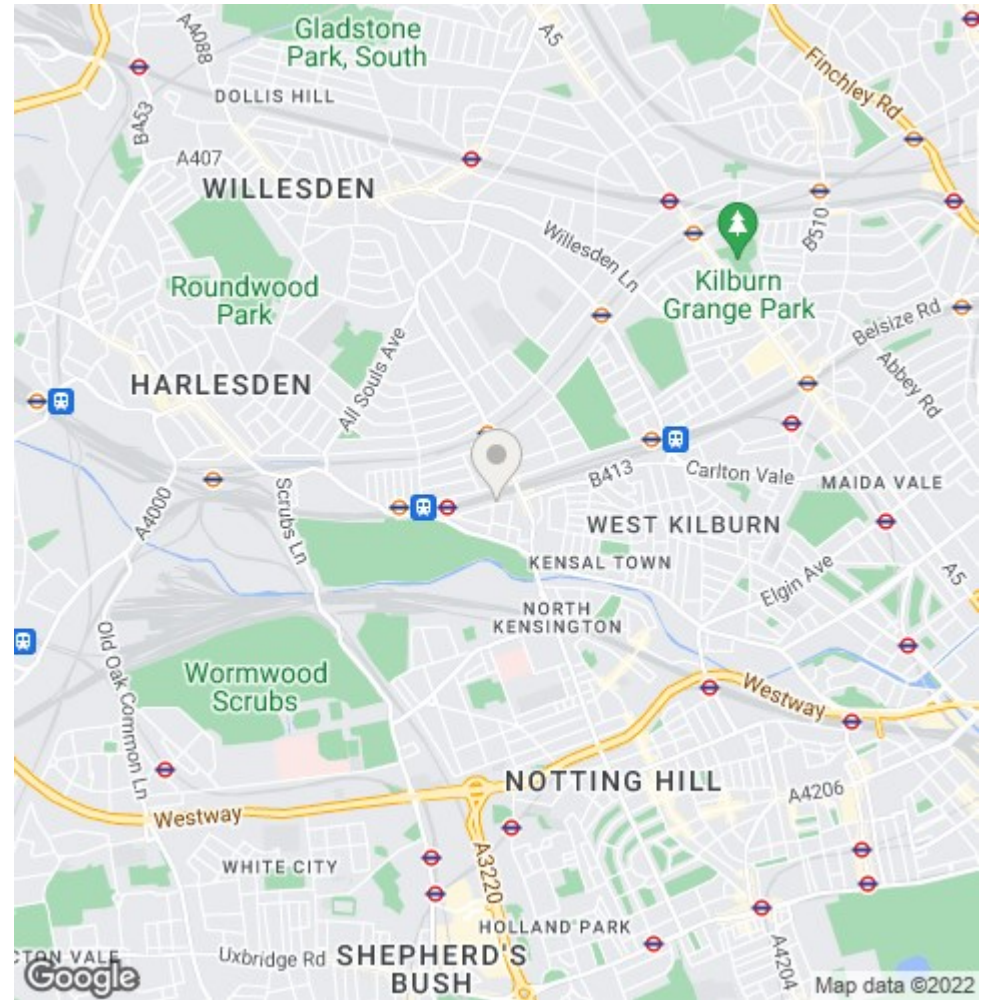 Gladstone
Park, South
A4088
A5
Finchley Rd
DOLLIS HILL
B453
A407
WILLESDEN
B510
Willesden Ln
Roundwood
Park
Kilburn
Grange Park
Belsize Rd
All Souls Ave
Abbey Rd
HARLESDEN
B413
Carlton Vale
MAIDA VALE
A4000
Scrubs Ln
WEST KILBURN
KENSAL TOWN
Elgin Ave
A5
NORTH
KENSINGTON
Old Oak Common Ln
Wormwood
Scrubs
Westway
NOTTING HILL
A4206
Westway
WHITE CITY
A3220
HOLLAND PARK
A4204
CTON VALE
Uxbridge Rd
SHEPHERD'S
BUSH
Google
Map data ©2022